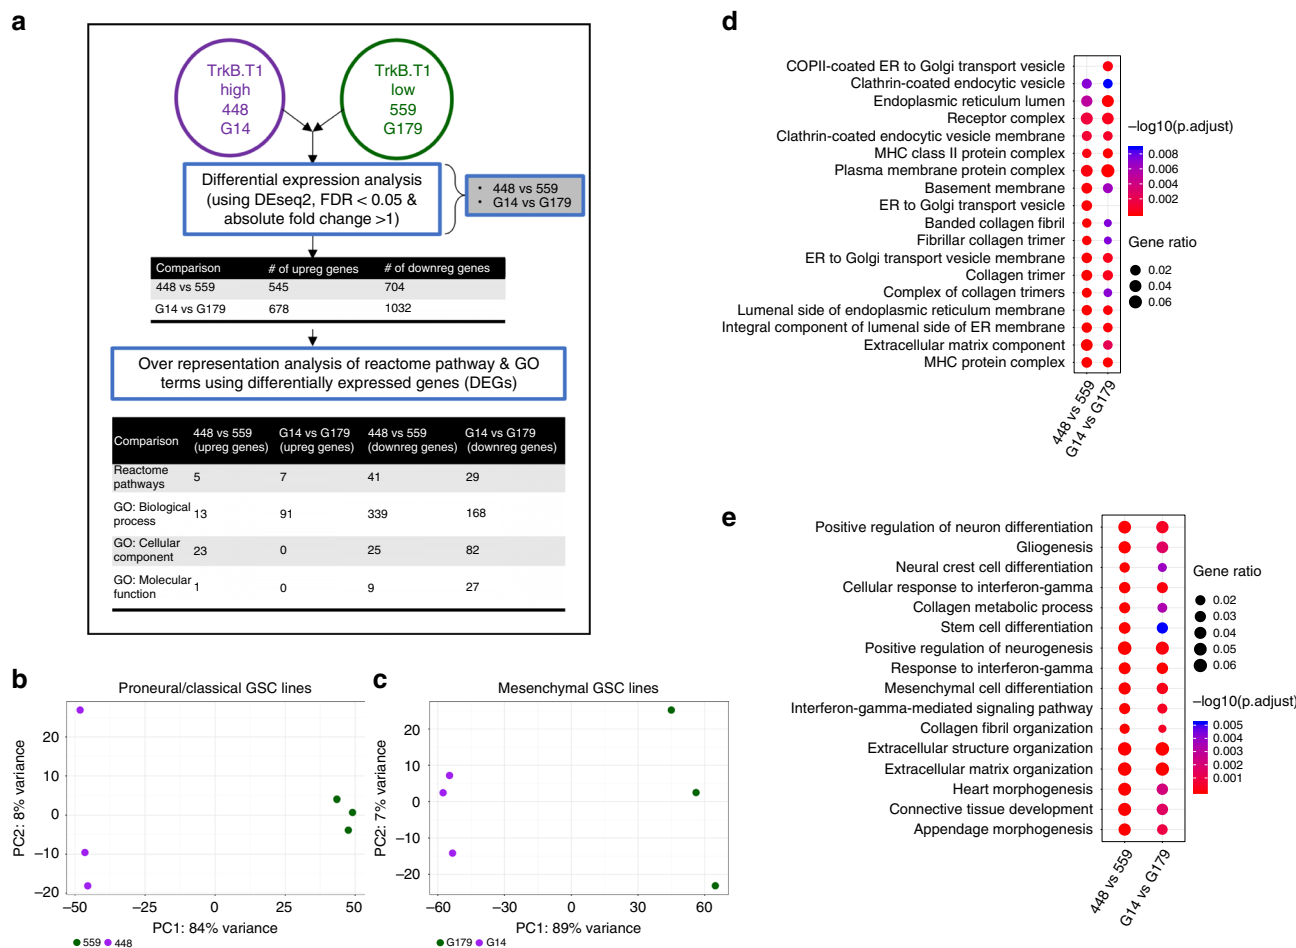 a
TrkB.T1
high
448
G14
TrkB.T1
low
559
G179
Differential expression analysis
(using DEseq2, FDR < 0.05 &
absolute fold change >1)
• 448 vs 559
• G14 vs G179
Comparison # of upreg genes # of downreg genes
448 vs 559 545 704
G14 vs G179 678 1032
Over representation analysis of reactome pathway & GO
terms using differentially expressed genes (DEGs)
Comparison 448 vs 559 (upreg genes) G14 vs G179 (upreg genes) 448 vs 559 (downreg genes) G14 vs G179 (downreg genes)
Reactome pathways 5 7 41 29
GO: Biological process 13 91 339 168
GO: Cellular component 23 0 25 82
GO: Molecular function 1 0 9 27
b
Proneural/classical GSC lines
PC2: 8% variance
20
10
0
−10
−20
−50 −25 0 25 50
PC1: 84% variance
559 448
c
Mesenchymal GSC lines
PC2: 7% variance
20
10
0
−10
−20
−60 −30 0 30 60
PC1: 89% variance
G179 G14
d
COPII-coated ER to Golgi transport vesicle
Clathrin-coated endocytic vesicle
Endoplasmic reticulum lumen
Receptor complex
Clathrin-coated endocytic vesicle membrane
MHC class II protein complex
Plasma membrane protein complex
Basement membrane
ER to Golgi transport vesicle
Banded collagen fibril
Fibrillar collagen trimer
ER to Golgi transport vesicle membrane
Collagen trimer
Complex of collagen trimers
Lumenal side of endoplasmic reticulum membrane
Integral component of lumenal side of ER membrane
Extracellular matrix component
MHC protein complex
448 vs 559
G14 vs G179
−log10(p.adjust)
0.008
0.006
0.004
0.002
Gene ratio
0.02
0.04
0.06
e
Positive regulation of neuron differentiation
Gliogenesis
Neural crest cell differentiation
Cellular response to interferon-gamma
Collagen metabolic process
Stem cell differentiation
Positive regulation of neurogenesis
Response to interferon-gamma
Mesenchymal cell differentiation
Interferon-gamma-mediated signaling pathway
Collagen fibril organization
Extracellular structure organization
Extracellular matrix organization
Heart morphogenesis
Connective tissue development
Appendage morphogenesis
448 vs 559
G14 vs G179
Gene ratio
0.02
0.03
0.04
0.05
0.06
−log10(p.adjust)
0.005
0.004
0.003
0.002
0.001